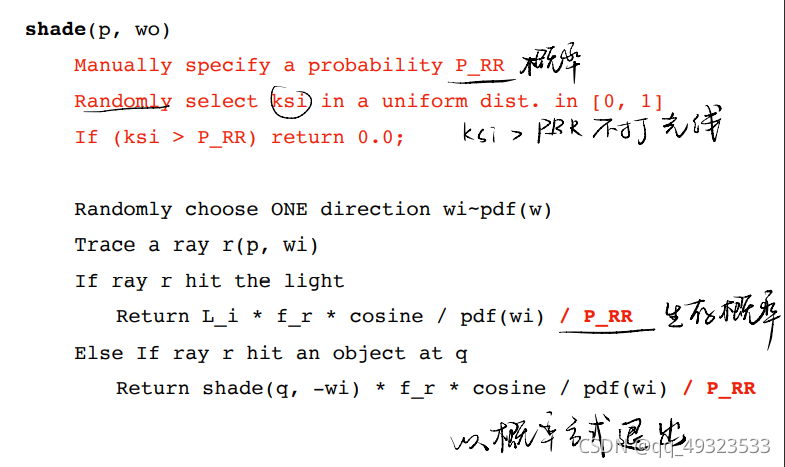 shade(p, wo)
Manually specify a probability P_RR 概率
Randomly select ksi in a uniform dist. in [0, 1]
If (ksi > P_RR) return 0.0; ksi > PRR 不打光线
Randomly choose ONE direction wi~pdf(w)
Trace a ray r(p, wi)
If ray r hit the light
Return L_i * f_r * cosine / pdf(wi) / P_RR 生存概率
Else If ray r hit an object at q
Return shade(q, -wi) * f_r * cosine / pdf(wi) / P_RR
以概率方式退出
CSDN @qq_49323533